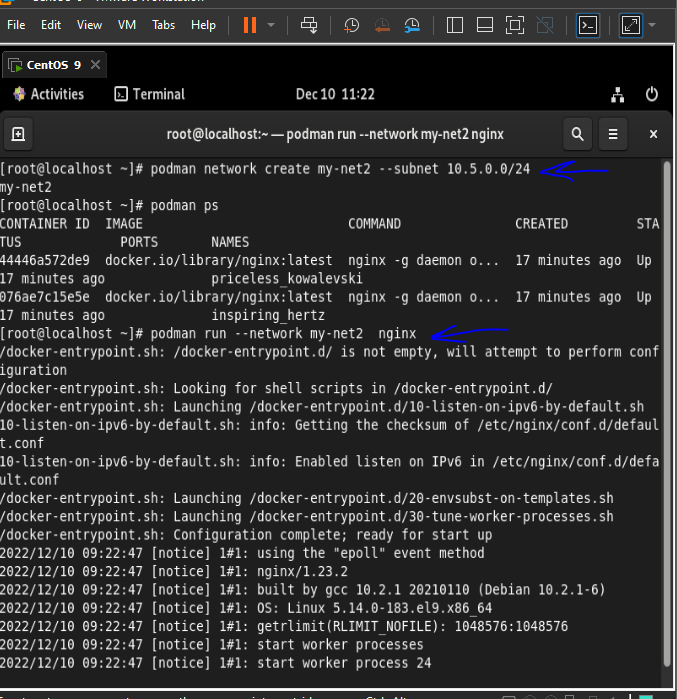 File Edit View VM Tabs Help
CentOS 9
Activities Terminal Dec 10 11:22
root@localhost:~ — podman run --network my-net2 nginx
[root@localhost ~]# podman network create my-net2 --subnet 10.5.0.0/24
my-net2
[root@localhost ~]# podman ps
CONTAINER ID IMAGE COMMAND CREATED STA
TUS PORTS NAMES
44446a572de9 docker.io/library/nginx:latest nginx -g daemon o... 17 minutes ago Up
17 minutes ago priceless_kowalevski
076ae7c15e5e docker.io/library/nginx:latest nginx -g daemon o... 17 minutes ago Up
17 minutes ago inspiring_hertz
[root@localhost ~]# podman run --network my-net2 nginx
/docker-entrypoint.sh: /docker-entrypoint.d/ is not empty, will attempt to perform conf
iguration
/docker-entrypoint.sh: Looking for shell scripts in /docker-entrypoint.d/
/docker-entrypoint.sh: Launching /docker-entrypoint.d/10-listen-on-ipv6-by-default.sh
10-listen-on-ipv6-by-default.sh: info: Getting the checksum of /etc/nginx/conf.d/defaul
t.conf
10-listen-on-ipv6-by-default.sh: info: Enabled listen on IPv6 in /etc/nginx/conf.d/defa
ult.conf
/docker-entrypoint.sh: Launching /docker-entrypoint.d/20-envsubst-on-templates.sh
/docker-entrypoint.sh: Launching /docker-entrypoint.d/30-tune-worker-processes.sh
/docker-entrypoint.sh: Configuration complete; ready for start up
2022/12/10 09:22:47 [notice] 1#1: using the "epoll" event method
2022/12/10 09:22:47 [notice] 1#1: nginx/1.23.2
2022/12/10 09:22:47 [notice] 1#1: built by gcc 10.2.1 20210110 (Debian 10.2.1-6)
2022/12/10 09:22:47 [notice] 1#1: OS: Linux 5.14.0-183.el9.x86_64
2022/12/10 09:22:47 [notice] 1#1: getrlimit(RLIMIT_NOFILE): 1048576:1048576
2022/12/10 09:22:47 [notice] 1#1: start worker processes
2022/12/10 09:22:47 [notice] 1#1: start worker process 24